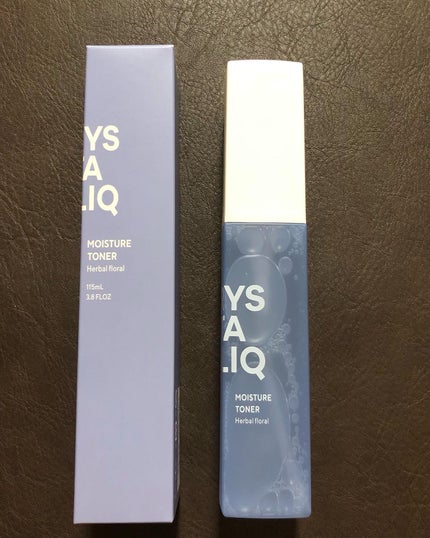 YS
A
.IQ
MOISTURE
TONER
Herbal floral
115mL
3.8 FLOZ
YS
A
.IQ
MOISTURE
TONER
Herbal floral